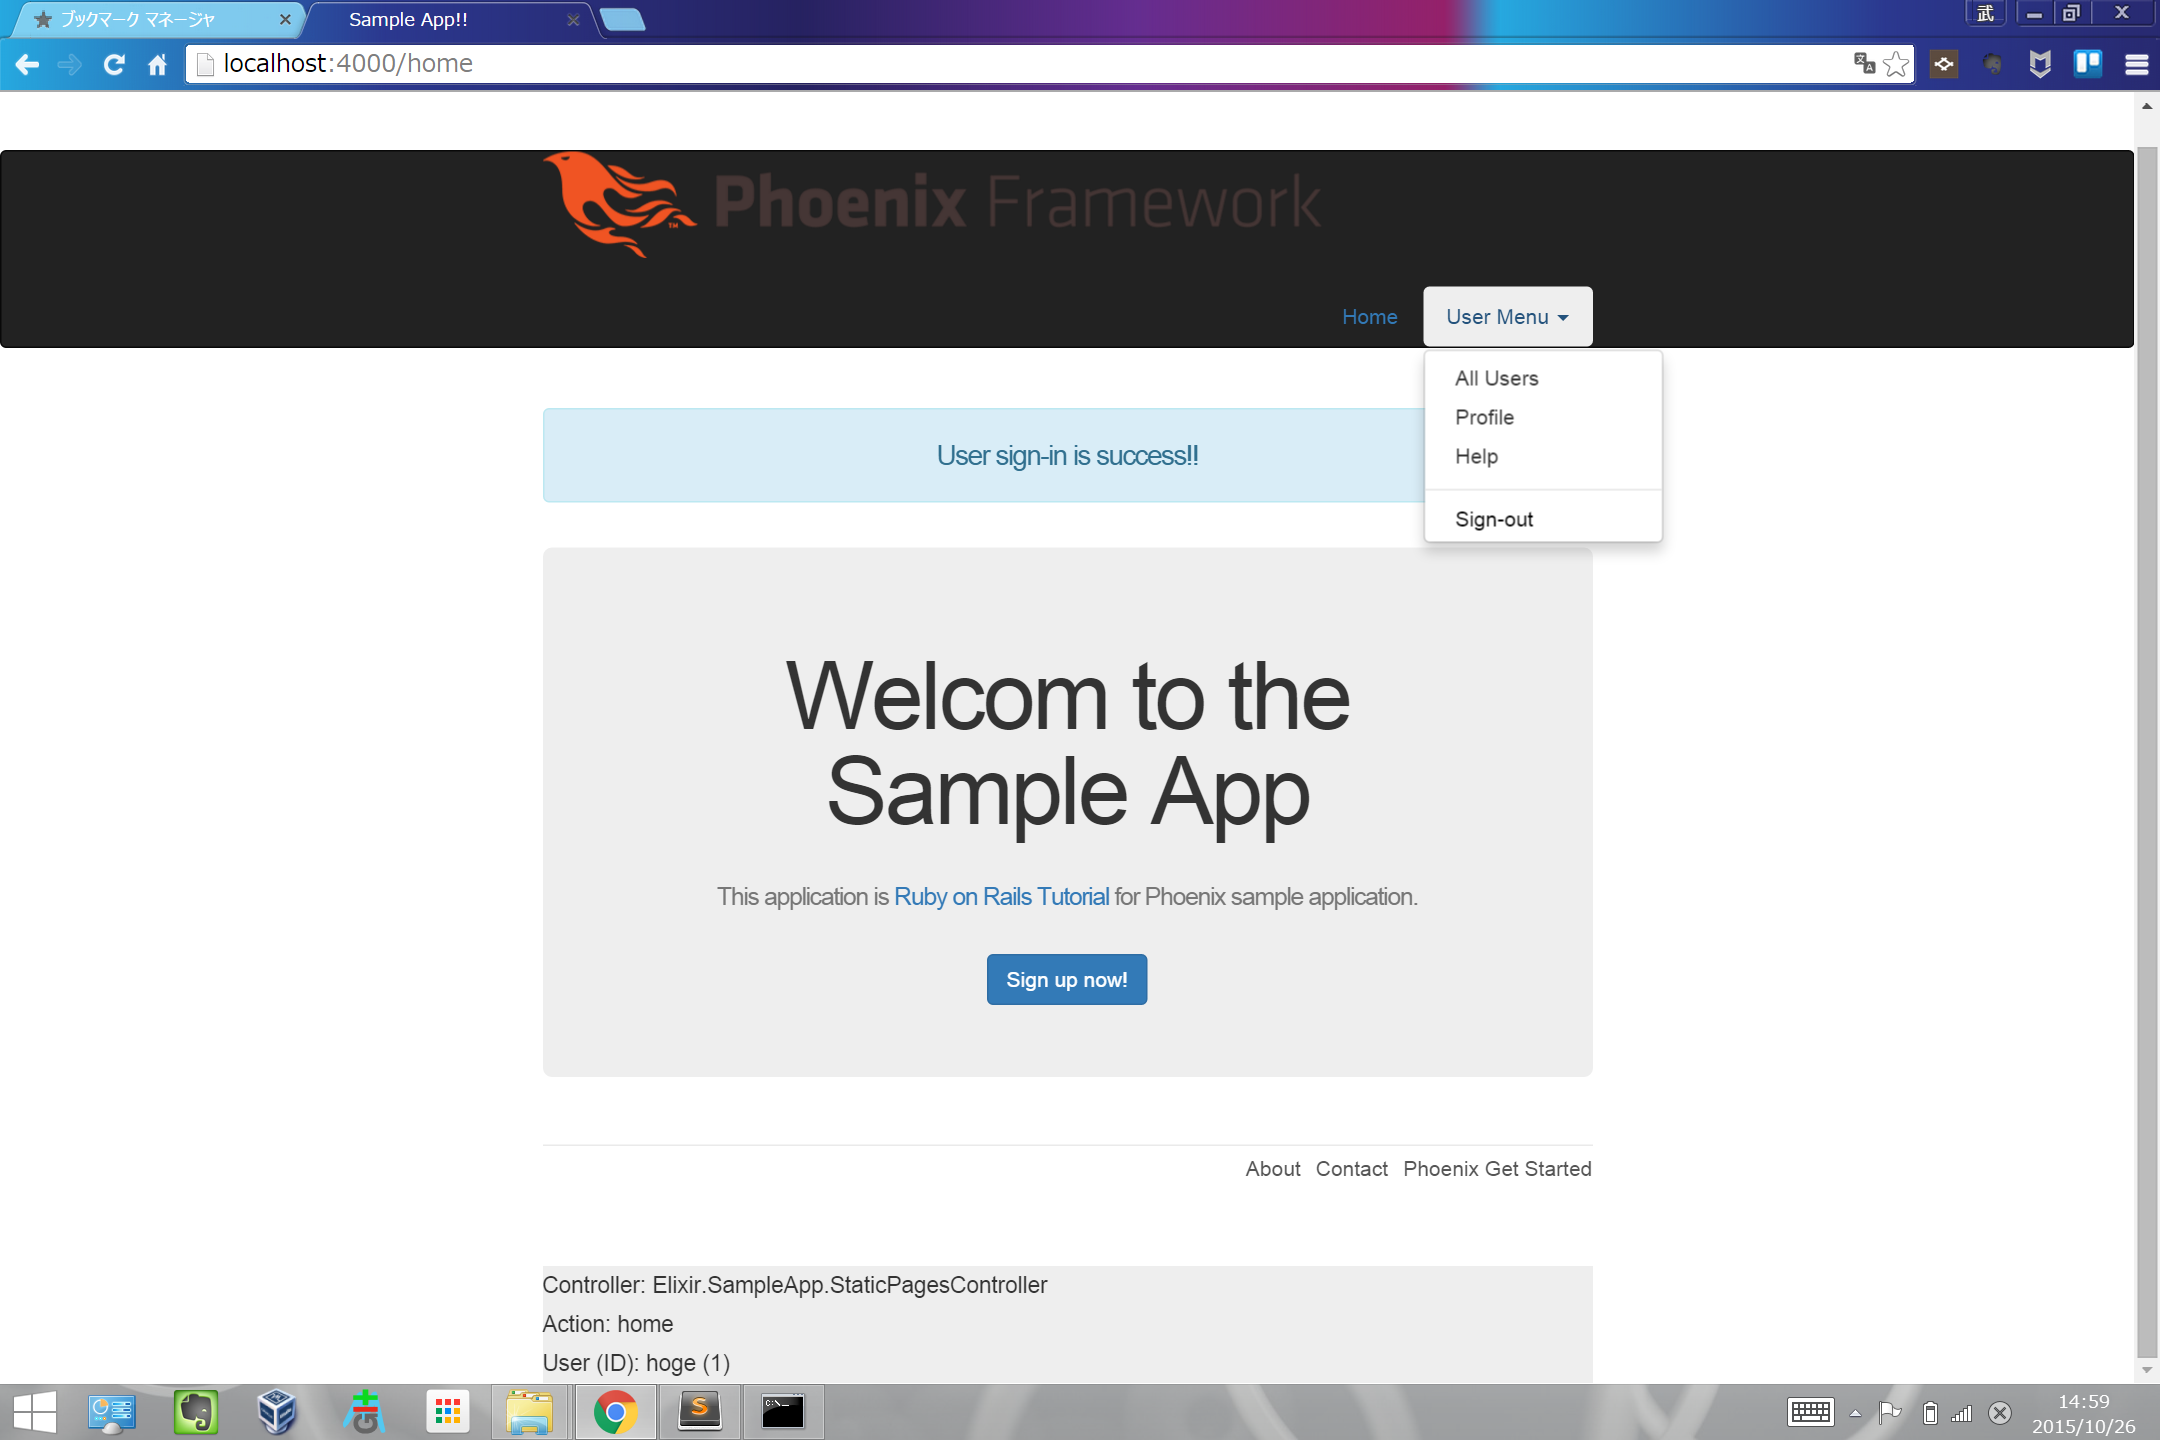 ブックマーク マネージャ
Sample App!!
武
localhost:4000/home
Phoenix Framework
TM
Home
User Menu
All Users
Profile
Help
Sign-out
User sign-in is success!!
Welcom to the
Sample App
This application is Ruby on Rails Tutorial for Phoenix sample application.
Sign up now!
About Contact Phoenix Get Started
Controller: Elixir.SampleApp.StaticPagesController
Action: home
User (ID): hoge (1)
14:59
2015/10/26